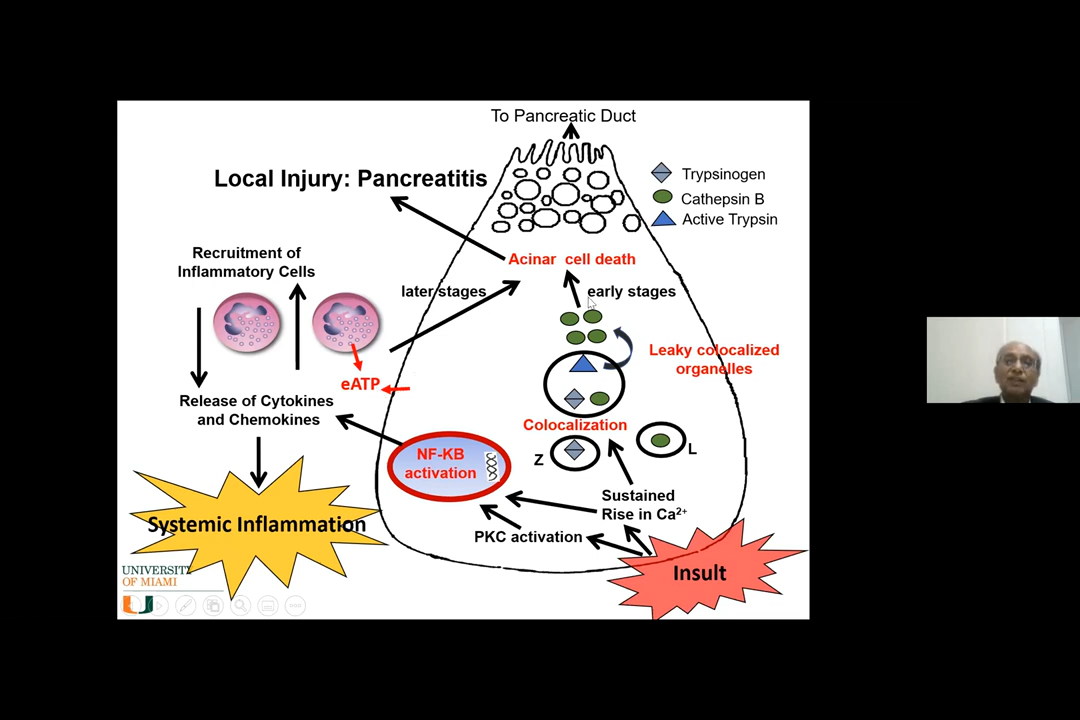 To Pancreatic Duct
Local Injury: Pancreatitis
Trypsinogen
Cathepsin B
Active Trypsin
Recruitment of
Inflammatory Cells
Acinar cell death
later stages
early stages
Leaky colocalized
organelles
eATP
Release of Cytokines
and Chemokines
Colocalization
NF-KB
activation
Z
L
Sustained
Rise in Ca²⁺
PKC activation
Systemic Inflammation
Insult
UNIVERSITY
OF MIAMI